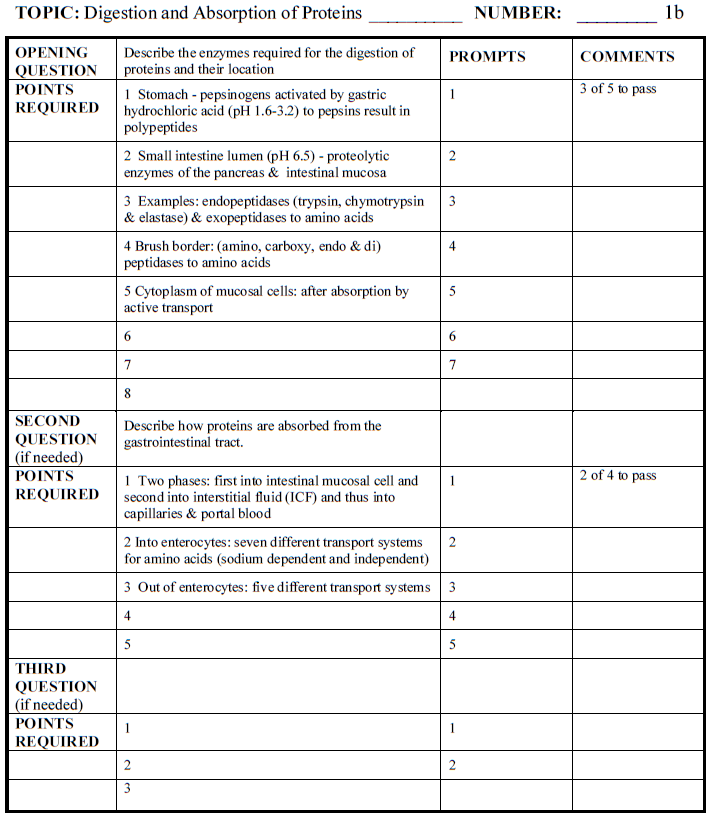 TOPIC: Digestion and Absorption of Proteins __________ NUMBER: ________ 1b
OPENING QUESTION
Describe the enzymes required for the digestion of
proteins and their location
PROMPTS
COMMENTS
POINTS REQUIRED
1 Stomach - pepsinogens activated by gastric
hydrochloric acid (pH 1.6-3.2) to pepsins result in
polypeptides
1
3 of 5 to pass
2 Small intestine lumen (pH 6.5) - proteolytic
enzymes of the pancreas & intestinal mucosa
2
3 Examples: endopeptidases (trypsin, chymotrypsin
& elastase) & exopeptidases to amino acids
3
4 Brush border: (amino, carboxy, endo & di)
peptidases to amino acids
4
5 Cytoplasm of mucosal cells: after absorption by
active transport
5
6
6
7
7
8
SECOND
QUESTION
(if needed)
Describe how proteins are absorbed from the
gastrointestinal tract.
POINTS
REQUIRED
1 Two phases: first into intestinal mucosal cell and
second into interstitial fluid (ICF) and thus into
capillaries & portal blood
1
2 of 4 to pass
2 Into enterocytes: seven different transport systems
for amino acids (sodium dependent and independent)
2
3 Out of enterocytes: five different transport systems
3
4
4
5
5
THIRD
QUESTION
(if needed)
POINTS
REQUIRED
1
1
2
2
3